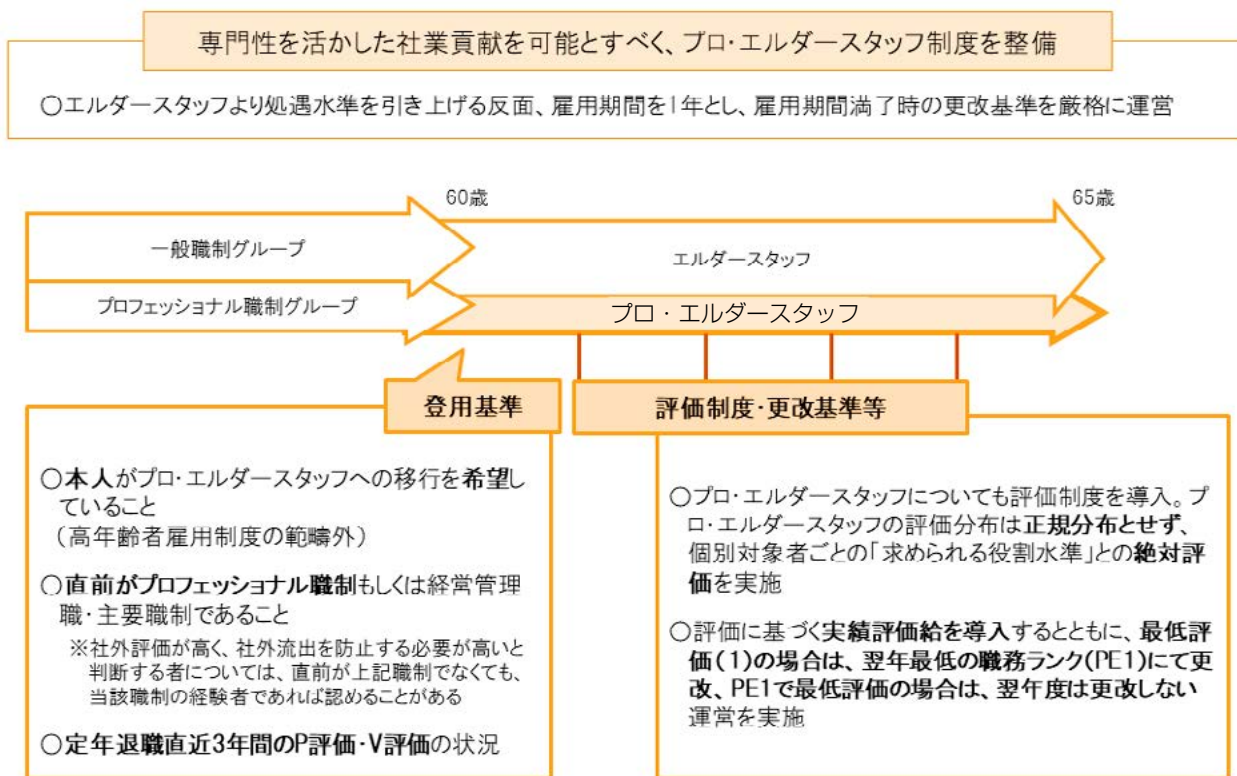 専門性を活かした社業貢献を可能とすべく、プロ・エルダースタッフ制度を整備
○エルダースタッフより処遇水準を引き上げる反面、雇用期間を1年とし、雇用期間満了時の更改基準を厳格に運営
60歳
65歳
一般職制グループ
エルダースタッフ
プロフェッショナル職制グループ
プロ・エルダースタッフ
登用基準
○本人がプロ・エルダースタッフへの移行を希望し
ていること
（高年齢者雇用制度の範疇外）
○直前がプロフェッショナル職制もしくは経営管理
職・主要職制であること
※社外評価が高く、社外流出を防止する必要が高いと
判断する者については、直前が上記職制でなくても、
当該職制の経験者であれば認めることがある
○定年退職直近3年間のP評価・V評価の状況
評価制度・更改基準等
○プロ・エルダースタッフについても評価制度を導入。プ
ロ・エルダースタッフの評価分布は正規分布とせず、
個別対象者ごとの「求められる役割水準」との絶対評
価を実施
○評価に基づく実績評価給を導入するとともに、最低評
価(1)の場合は、翌年最低の職務ランク(PE1)にて更
改、PE1で最低評価の場合は、翌年度は更改しない
運営を実施